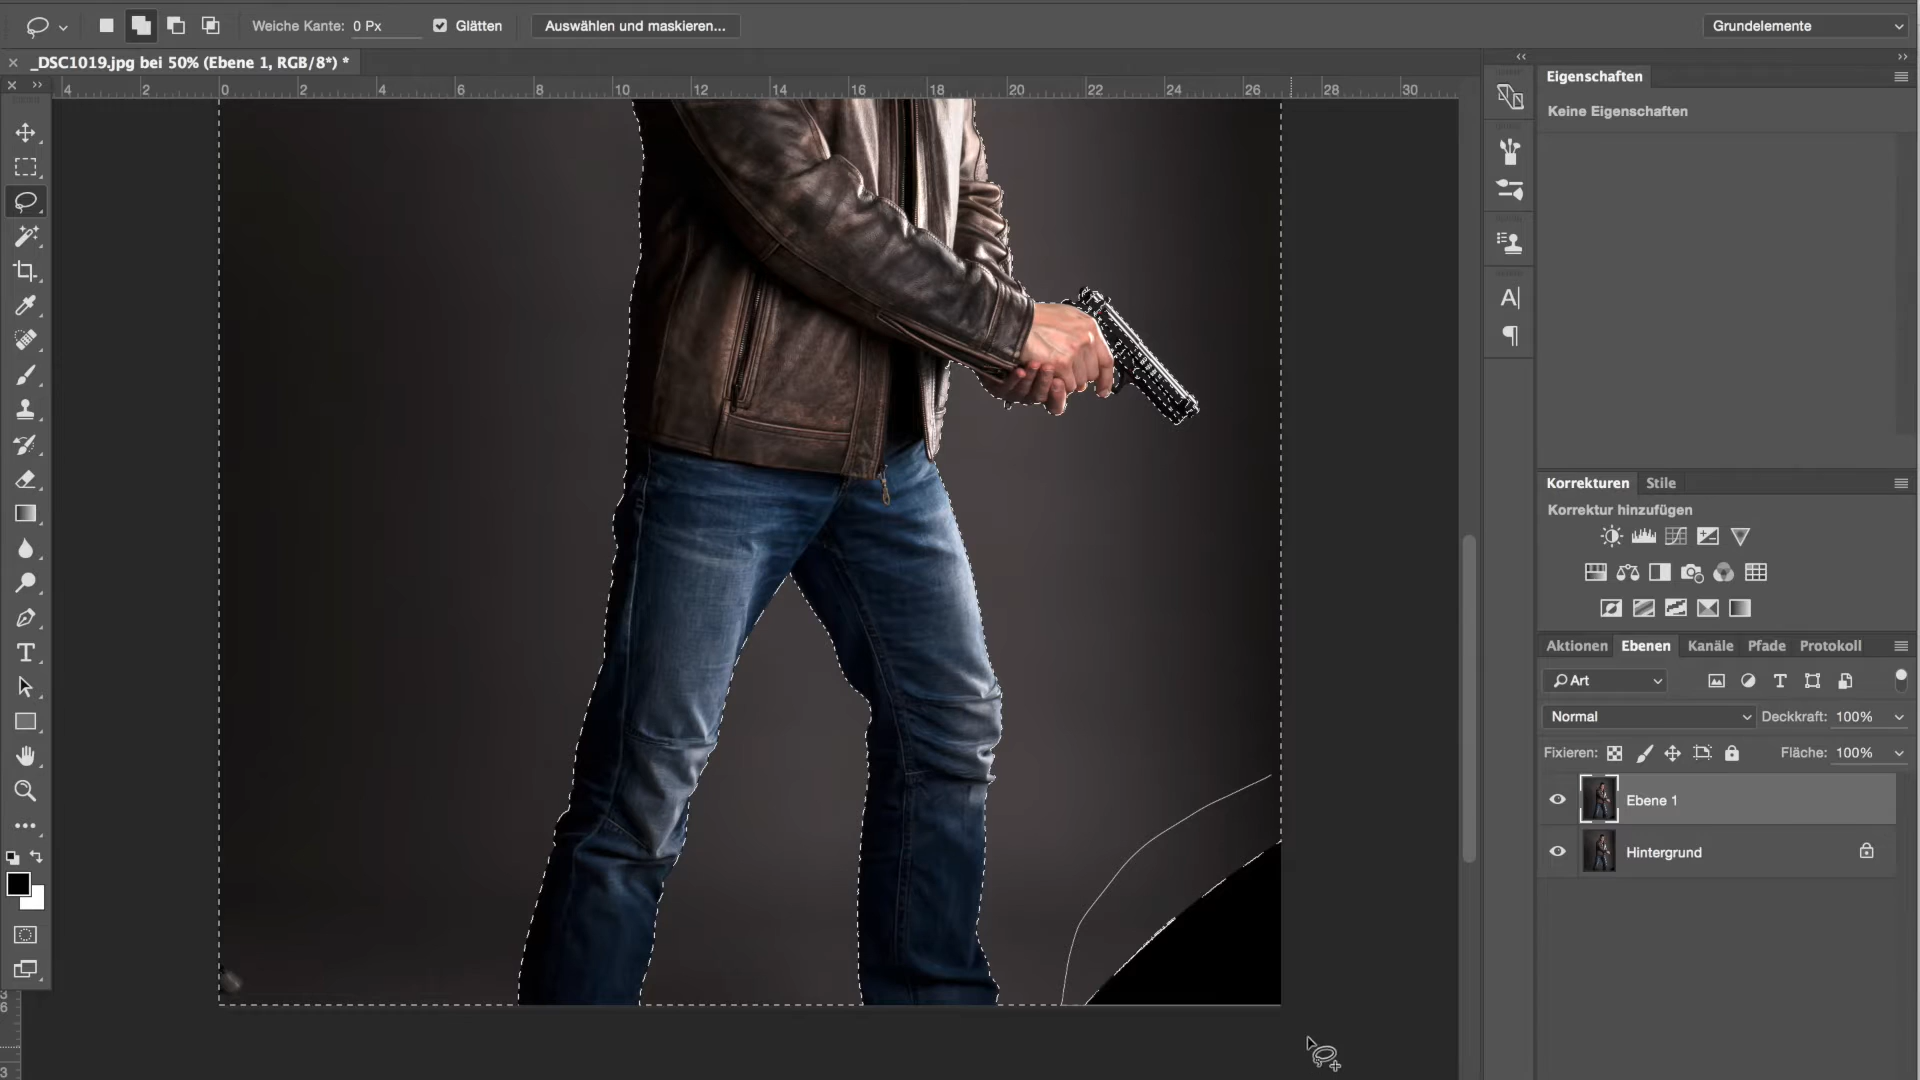 Weiche Kante: 0 Px
Glätten
Auswählen und maskieren...
Grundelemente
_DSC1019.jpg bei 50% (Ebene 1, RGB/8*) *
4 2 0 2 4 6 8 10 12 14 16 18 20 22 24 26 28 30
Eigenschaften
Keine Eigenschaften
Korrekturen Stile
Korrektur hinzufügen
Aktionen Ebenen Kanäle Pfade Protokoll
Art
Normal
Deckkraft: 100%
Fixieren:
Fläche: 100%
Ebene 1
Hintergrund
3
6
3